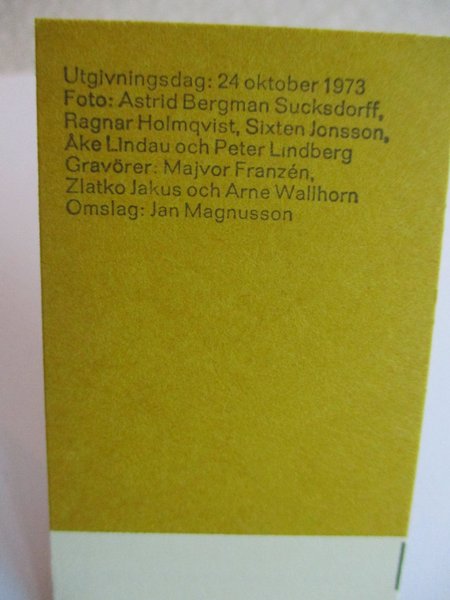 Utgivningsdag: 24 oktober 1973
Foto: Astrid Bergman Sucksdorff,
Ragnar Holmqvist, Sixten Jonsson,
Åke Lindau och Peter Lindberg
Gravörer: Majvor Franzén,
Zlatko Jakus och Arne Wallhorn
Omslag: Jan Magnusson